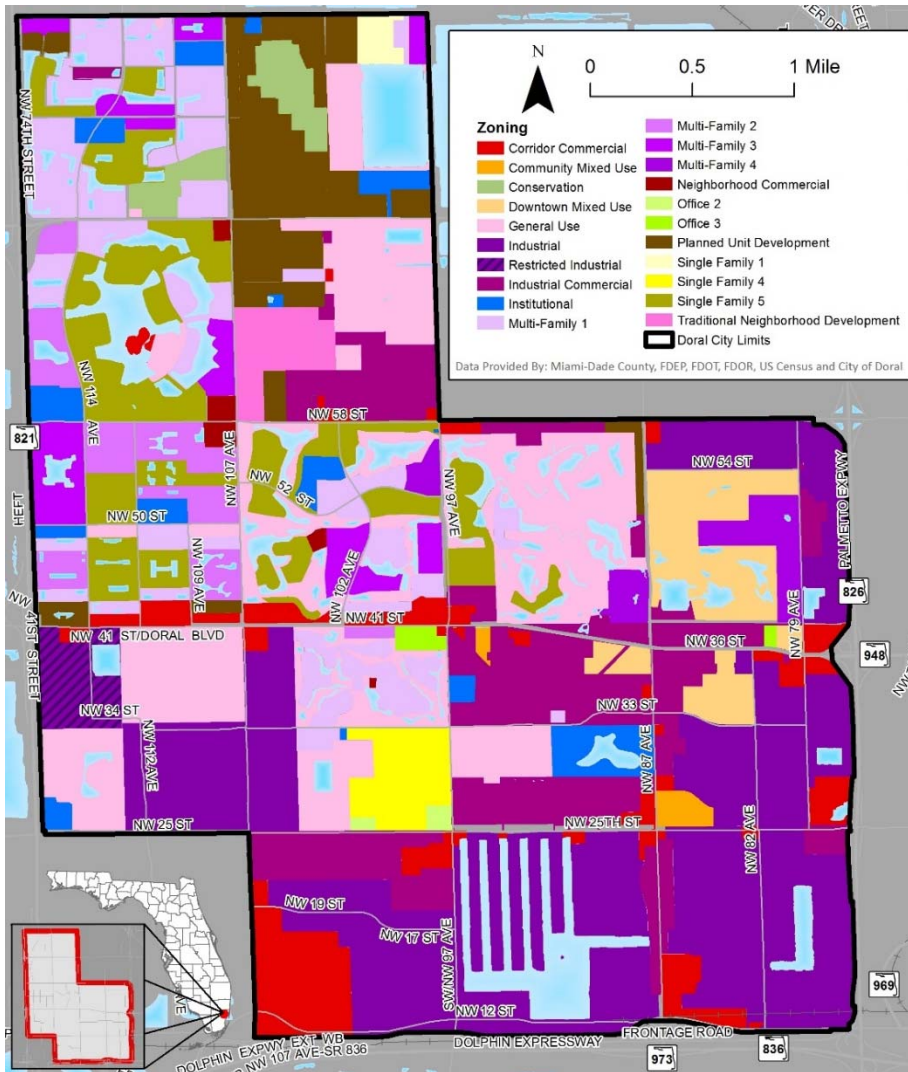 NW 74TH STREET
N
0 0.5 1 Mile
Zoning
Corridor Commercial
Community Mixed Use
Conservation
Downtown Mixed Use
General Use
Industrial
Restricted Industrial
Industrial Commercial
Institutional
Multi-Family 1
Multi-Family 2
Multi-Family 3
Multi-Family 4
Neighborhood Commercial
Office 2
Office 3
Planned Unit Development
Single Family 1
Single Family 4
Single Family 5
Traditional Neighborhood Development
Doral City Limits
Data Provided By: Miami-Dade County, FDEP, FDOT, FDOR, US Census and City of Doral
NW 114 AVE
NW 58 ST
821
HEFT
NW 107 AVE
NW 52 ST
NW 97 AVE
NW 54 ST
PALMETTO EXPWY
NW 50 ST
NW 109 AVE
NW 102 AVE
NW 79 AVE
826
NW 41 ST
NW 41 ST/DORAL BLVD
NW 36 ST
948
NW 41ST STREET
NW 34 ST
NW 33 ST
NW 112 AVE
NW 87 AVE
NW 25 ST
NW 25TH ST
NW 82 AVE
NW 19 ST
NW 17 ST
SW/NW 97 AVE
NW 12 ST
969
AVE
DOLPHIN EXPWY EXT WB
NW 107 AVE-SR 836
DOLPHIN EXPRESSWAY
FRONTAGE ROAD
973
836